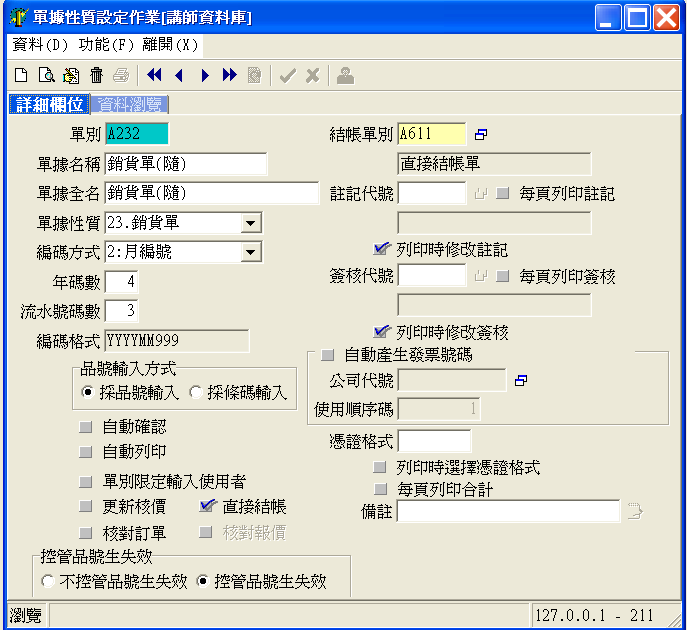 單據性質設定作業[講師資料庫]
資料(D) 功能(F) 離開(X)
詳細欄位 資料瀏覽
單別 A232 結帳單別 A611
單據名稱 銷貨單(隨) 直接結帳單
單據全名 銷貨單(隨) 註記代號 每頁列印註記
單據性質 23.銷貨單
編碼方式 2:月編號 列印時修改註記
年碼數 4 簽核代號 每頁列印簽核
流水號碼數 3
編碼格式 YYYYMM999 列印時修改簽核
品號輸入方式 自動產生發票號碼
採品號輸入 採條碼輸入 公司代號
使用順序碼 1
自動確認 憑證格式
自動列印 列印時選擇憑證格式
單別限定輸入使用者 每頁列印合計
更新核價 直接結帳 備註
核對訂單 核對報價
控管品號生失效
不控管品號生失效 控管品號生失效
瀏覽 127.0.0.1 - 211